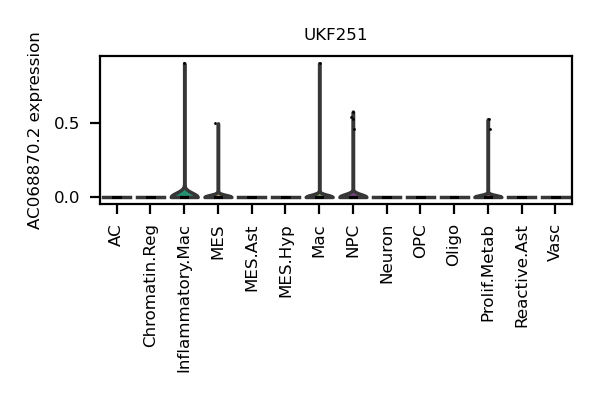 UKF251
AC068870.2 expression
0.5
0.0
AC
Chromatin.Reg
Inflammatory.Mac
MES
MES.Ast
MES.Hyp
Mac
NPC
Neuron
OPC
Oligo
Prolif.Metab
Reactive.Ast
Vasc